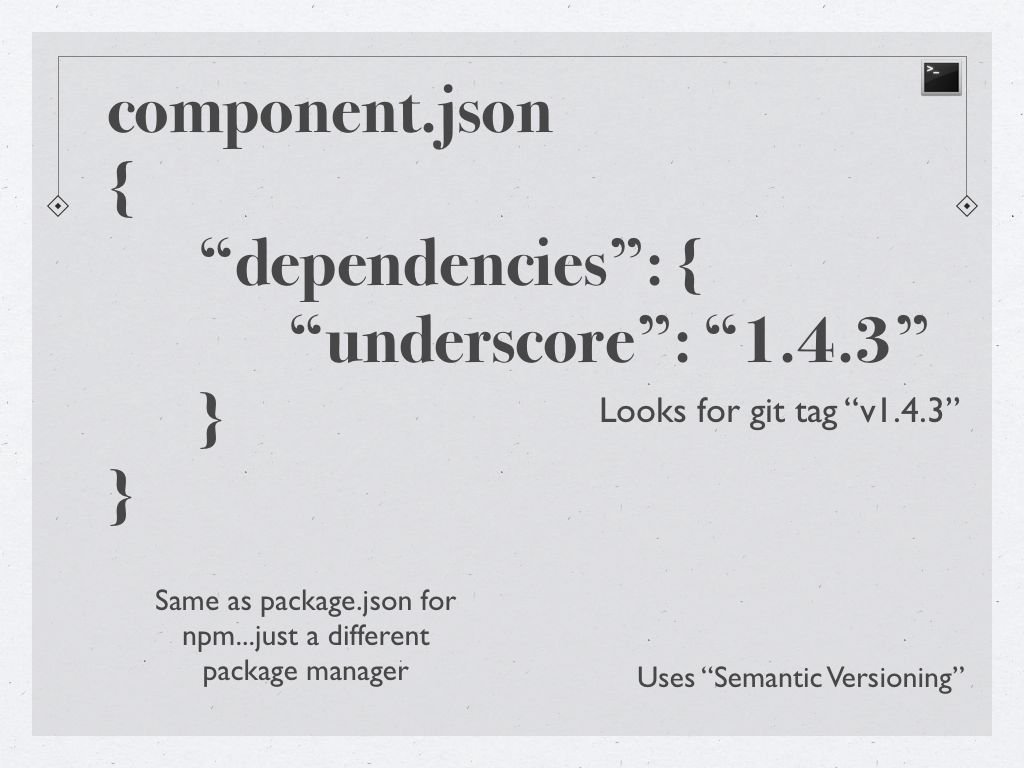 >_
component.json
{
“dependencies”: {
“underscore”: “1.4.3”
}
Looks for git tag “v1.4.3”
}
Same as package.json for
npm...just a different
package manager
Uses “Semantic Versioning”